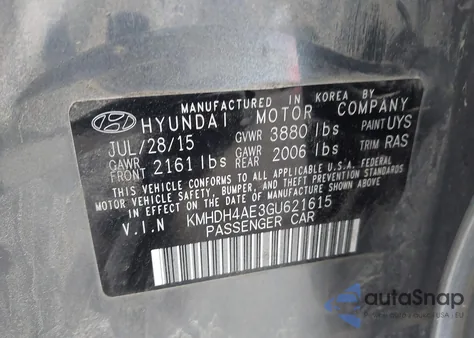 MANUFACTURED IN KOREA BY
HYUNDAI MOTOR COMPANY
JUL/28/15 GVWR 3880 lbs PAINT UYS
GAWR FRONT 2161 lbs GAWR REAR 2006 lbs TRIM RAS
THIS VEHICLE CONFORMS TO ALL APPLICABLE U.S.A. FEDERAL
MOTOR VEHICLE SAFETY, BUMPER, AND THEFT PREVENTION STANDARDS
IN EFFECT ON THE DATE OF MANUFACTURE SHOWN ABOVE.
V.I.N KMHDH4AE3GU621615
PASSENGER CAR
autoSnap